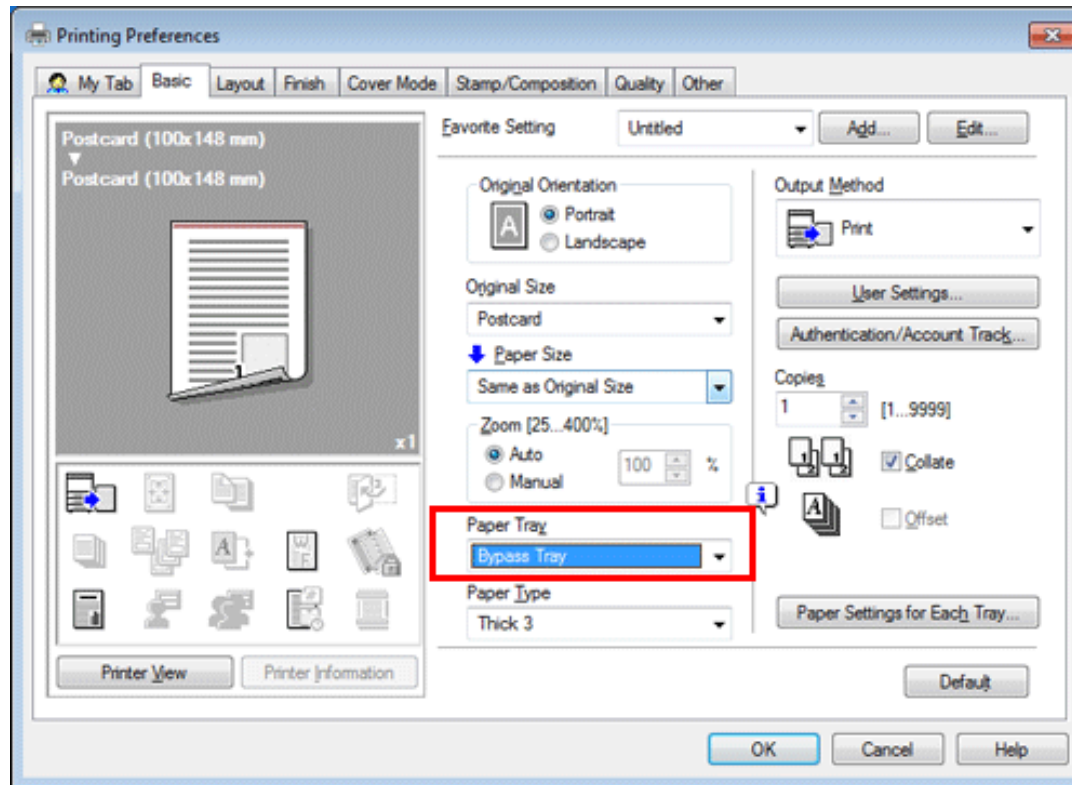 Printing Preferences
My Tab Basic Layout Finish Cover Mode Stamp/Composition Quality Other
Postcard (100x148 mm)
Postcard (100x148 mm)
1
x1
Printer View Printer Information
Favorite Setting Untitled Add... Edit...
Original Orientation
A Portrait
Landscape
Original Size
Postcard
Paper Size
Same as Original Size
Zoom [25...400%]
Auto
Manual
100 %
Paper Tray
Bypass Tray
Paper Type
Thick 3
Output Method
Print
User Settings...
Authentication/Account Track...
Copies
1 [1...9999]
Collate
Offset
Paper Settings for Each Tray...
Default
OK Cancel Help